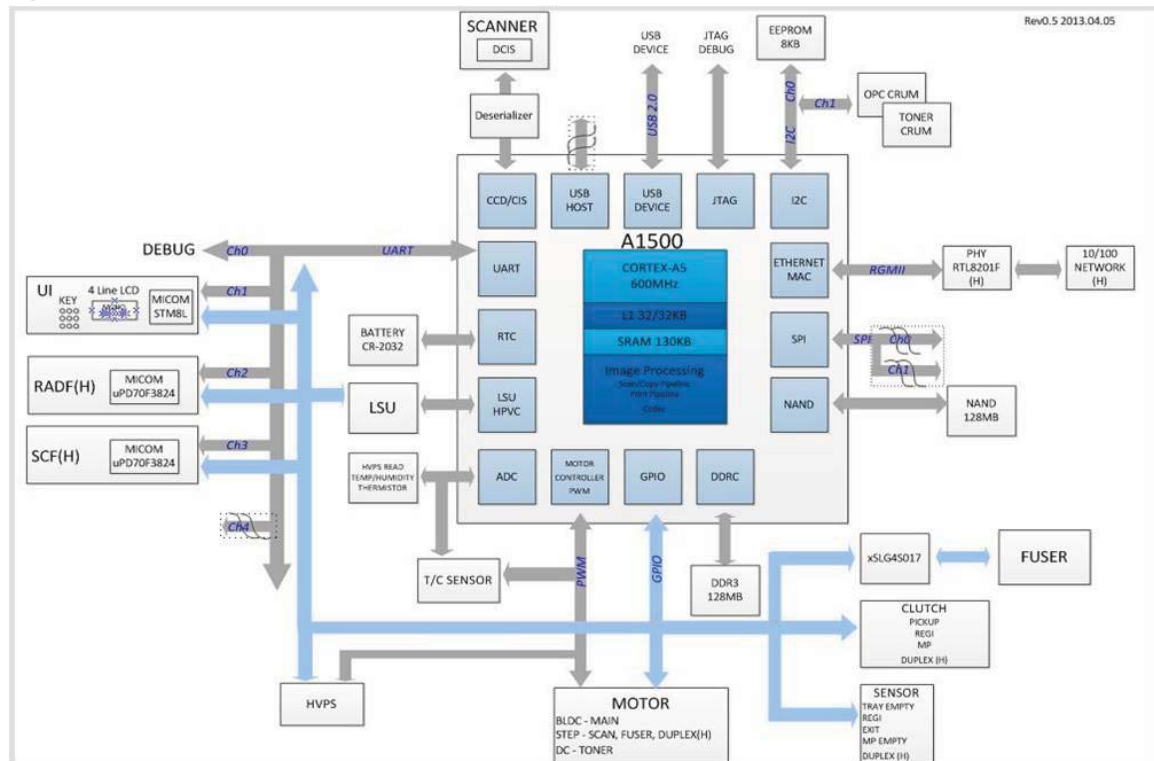 Rev0.5 2013.04.05
SCANNER
DCIS
Deserializer
USB
DEVICE
JTAG
DEBUG
EEPROM
8KB
USB 2.0
I2C
Ch0
Ch1
OPC CRUM
TONER
CRUM
CCD/CIS
USB
HOST
USB
DEVICE
JTAG
I2C
A1500
DEBUG
Ch0
UART
UART
CORTEX-A5
600MHz
L1 32/32KB
SRAM 130KB
Image Processing
Scan/Copy Pipeline
Print Pipeline
Codec
ETHERNET
MAC
RGMII
PHY
RTL8201F
(H)
10/100
NETWORK
(H)
UI
KEY
4 Line LCD
MICOM
STM8L
Ch1
BATTERY
CR-2032
RTC
SPI
SPI
Ch0
Ch1
RADF(H)
MICOM
uPD70F3824
Ch2
LSU
LSU
HPVC
NAND
NAND
128MB
SCF(H)
MICOM
uPD70F3824
Ch3
HVPS READ
TEMP/HUMIDITY
THERMISTOR
ADC
MOTOR
CONTROLLER
PWM
GPIO
DDRC
Ch4
T/C SENSOR
PWM
GPIO
DDR3
128MB
xSLG4S017
FUSER
CLUTCH
PICKUP
REGI
MP
DUPLEX (H)
HVPS
MOTOR
BLDC - MAIN
STEP - SCAN, FUSER, DUPLEX(H)
DC - TONER
SENSOR
TRAY EMPTY
REGI
EXIT
MP EMPTY
DUPLEX (H)